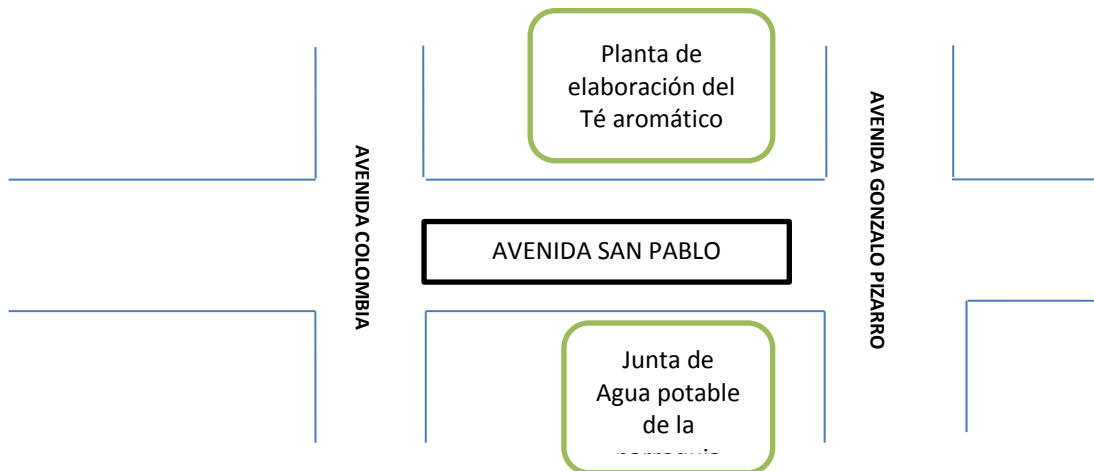 Planta de
elaboración del
Té aromático
AVENIDA COLOMBIA
AVENIDA GONZALO PIZARRO
AVENIDA SAN PABLO
Junta de
Agua potable
de la